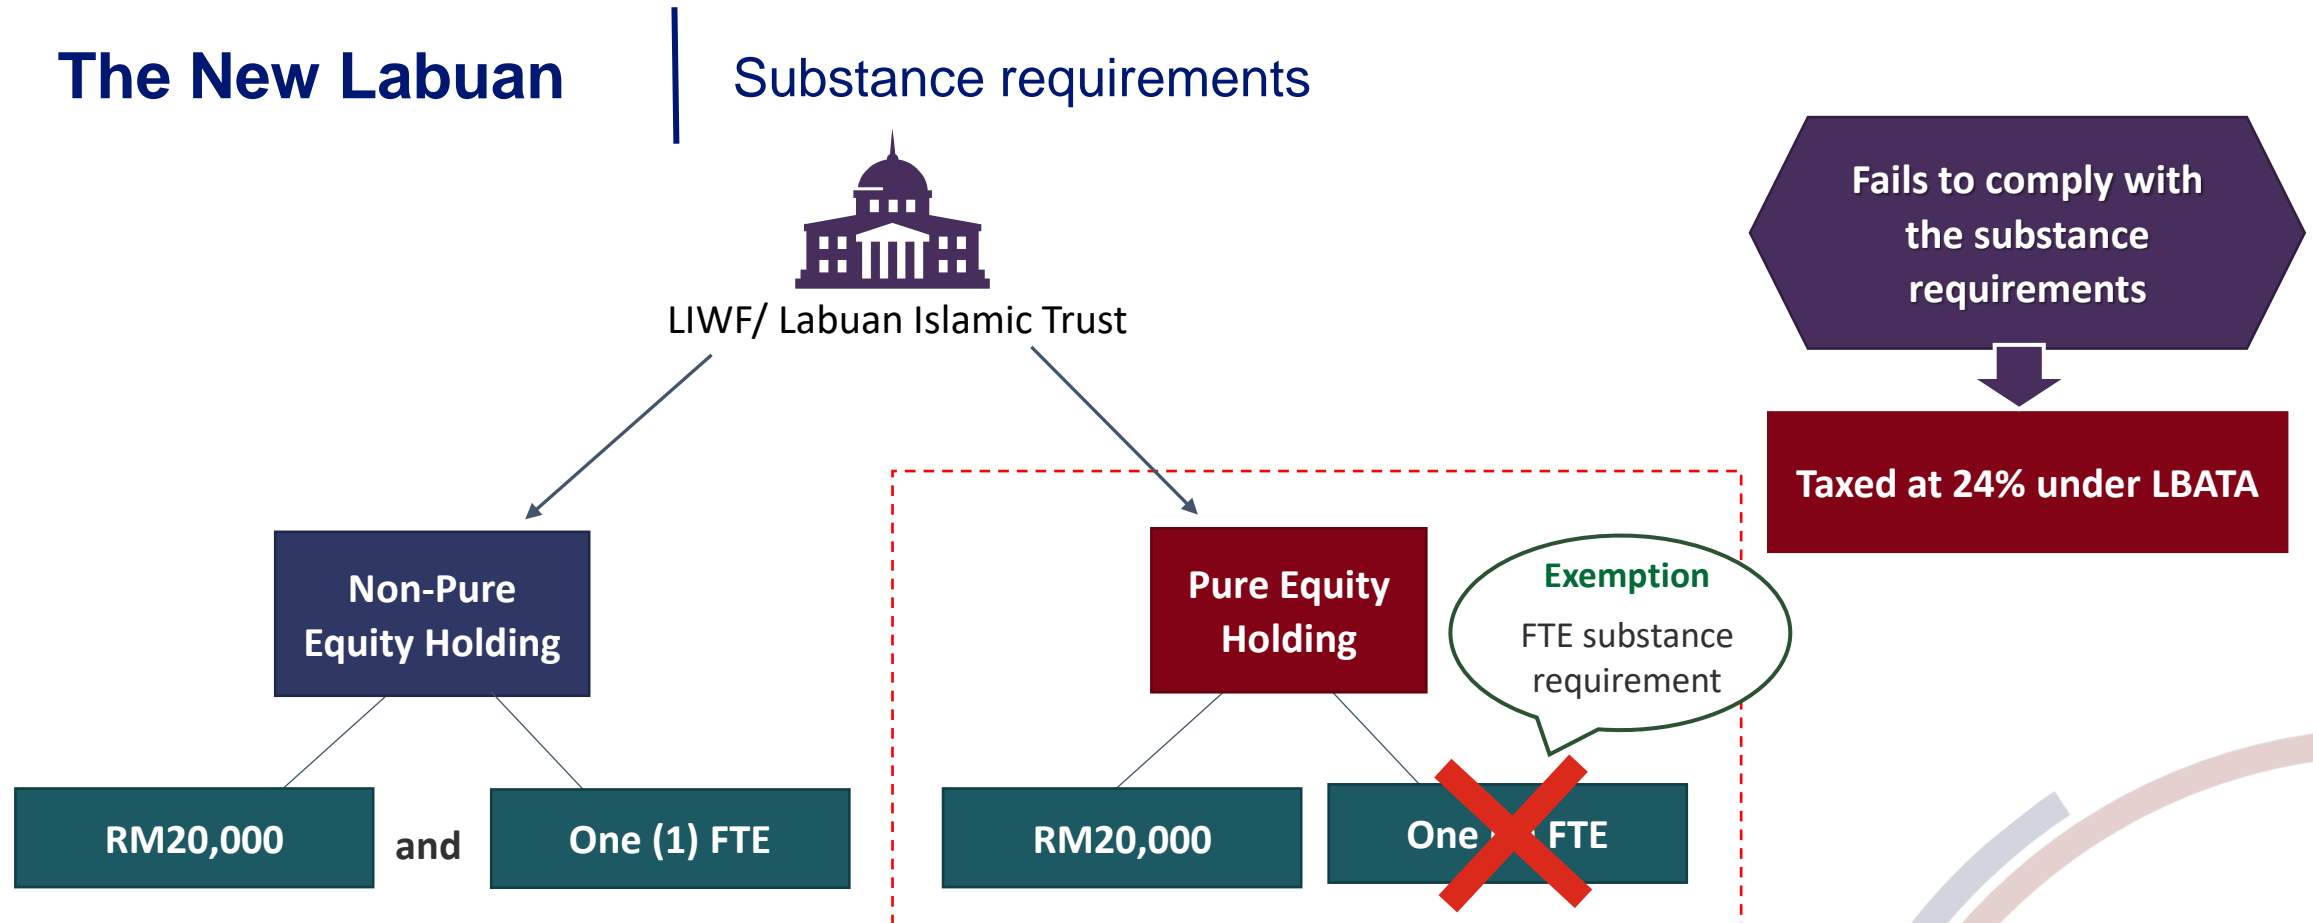 The New Labuan
Substance requirements
LIWF/ Labuan Islamic Trust
Fails to comply with
the substance
requirements
Taxed at 24% under LBATA
Non-Pure
Equity Holding
Pure Equity
Holding
Exemption
FTE substance
requirement
RM20,000
and
One (1) FTE
RM20,000
One FTE